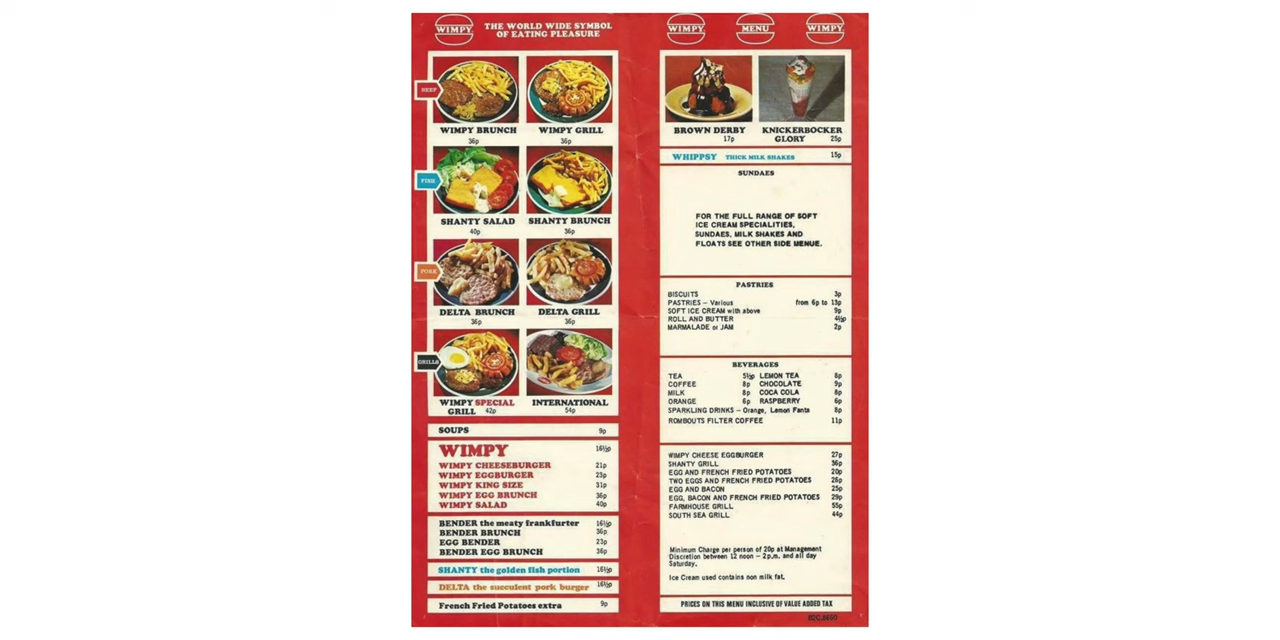 WIMPY
THE WORLD WIDE SYMBOL
OF EATING PLEASURE
BEEF
WIMPY BRUNCH
36p
WIMPY GRILL
36p
FISH
SHANTY SALAD
40p
SHANTY BRUNCH
36p
PORK
DELTA BRUNCH
36p
DELTA GRILL
36p
GRILLS
WIMPY SPECIAL
GRILL 42p
INTERNATIONAL
54p
SOUPS 9p
WIMPY 16½p
WIMPY CHEESEBURGER 21p
WIMPY EGGBURGER 23p
WIMPY KING SIZE 31p
WIMPY EGG BRUNCH 36p
WIMPY SALAD 40p
BENDER the meaty frankfurter 16½p
BENDER BRUNCH 36p
EGG BENDER 23p
BENDER EGG BRUNCH 36p
SHANTY the golden fish portion 16½p
DELTA the succulent pork burger 16½p
French Fried Potatoes extra 9p
WIMPY MENU WIMPY
BROWN DERBY
17p
KNICKERBOCKER
GLORY 25p
WHIPPSY THICK MILK SHAKES 15p
SUNDAES
FOR THE FULL RANGE OF SOFT
ICE CREAM SPECIALITIES,
SUNDAES, MILK SHAKES AND
FLOATS SEE OTHER SIDE MENUE.
PASTRIES
BISCUITS 3p
PASTRIES – Various from 6p to 13p
SOFT ICE CREAM with above 9p
ROLL AND BUTTER 4½p
MARMALADE or JAM 2p
BEVERAGES
TEA 5½p LEMON TEA 8p
COFFEE 8p CHOCOLATE 9p
MILK 8p COCA COLA 8p
ORANGE 6p RASPBERRY 6p
SPARKLING DRINKS – Orange, Lemon Fanta 8p
ROMBOUTS FILTER COFFEE 11p
WIMPY CHEESE EGGBURGER 27p
SHANTY GRILL 36p
EGG AND FRENCH FRIED POTATOES 20p
TWO EGGS AND FRENCH FRIED POTATOES 26p
EGG AND BACON 25p
EGG, BACON AND FRENCH FRIED POTATOES 29p
FARMHOUSE GRILL 55p
SOUTH SEA GRILL 44p
Minimum Charge per person of 20p at Management
Discretion between 12 noon – 2p.m. and all day
Saturday.
Ice Cream used contains non milk fat.
PRICES ON THIS MENU INCLUSIVE OF VALUE ADDED TAX